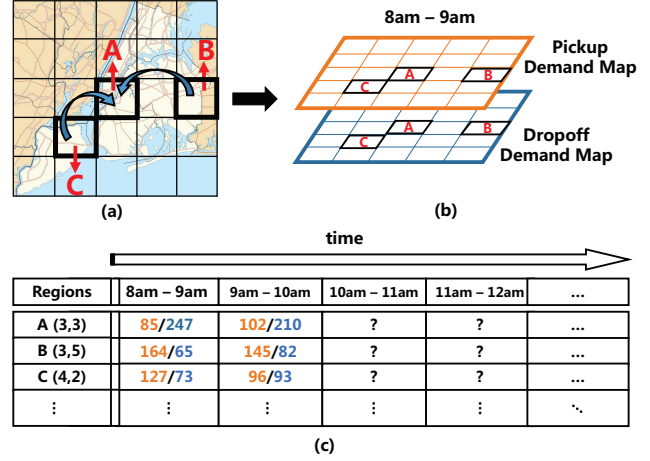 A
B
C
(a)
8am – 9am
Pickup
Demand Map
C
A
B
Dropoff
Demand Map
C
A
B
(b)
time
Regions 8am – 9am 9am – 10am 10am – 11am 11am – 12am ...
A (3,3) 85/247 102/210 ? ? ...
B (3,5) 164/65 145/82 ? ? ...
C (4,2) 127/73 96/93 ? ? ...
⋮ ⋮ ⋮ ⋮ ⋮ ⋱
(c)